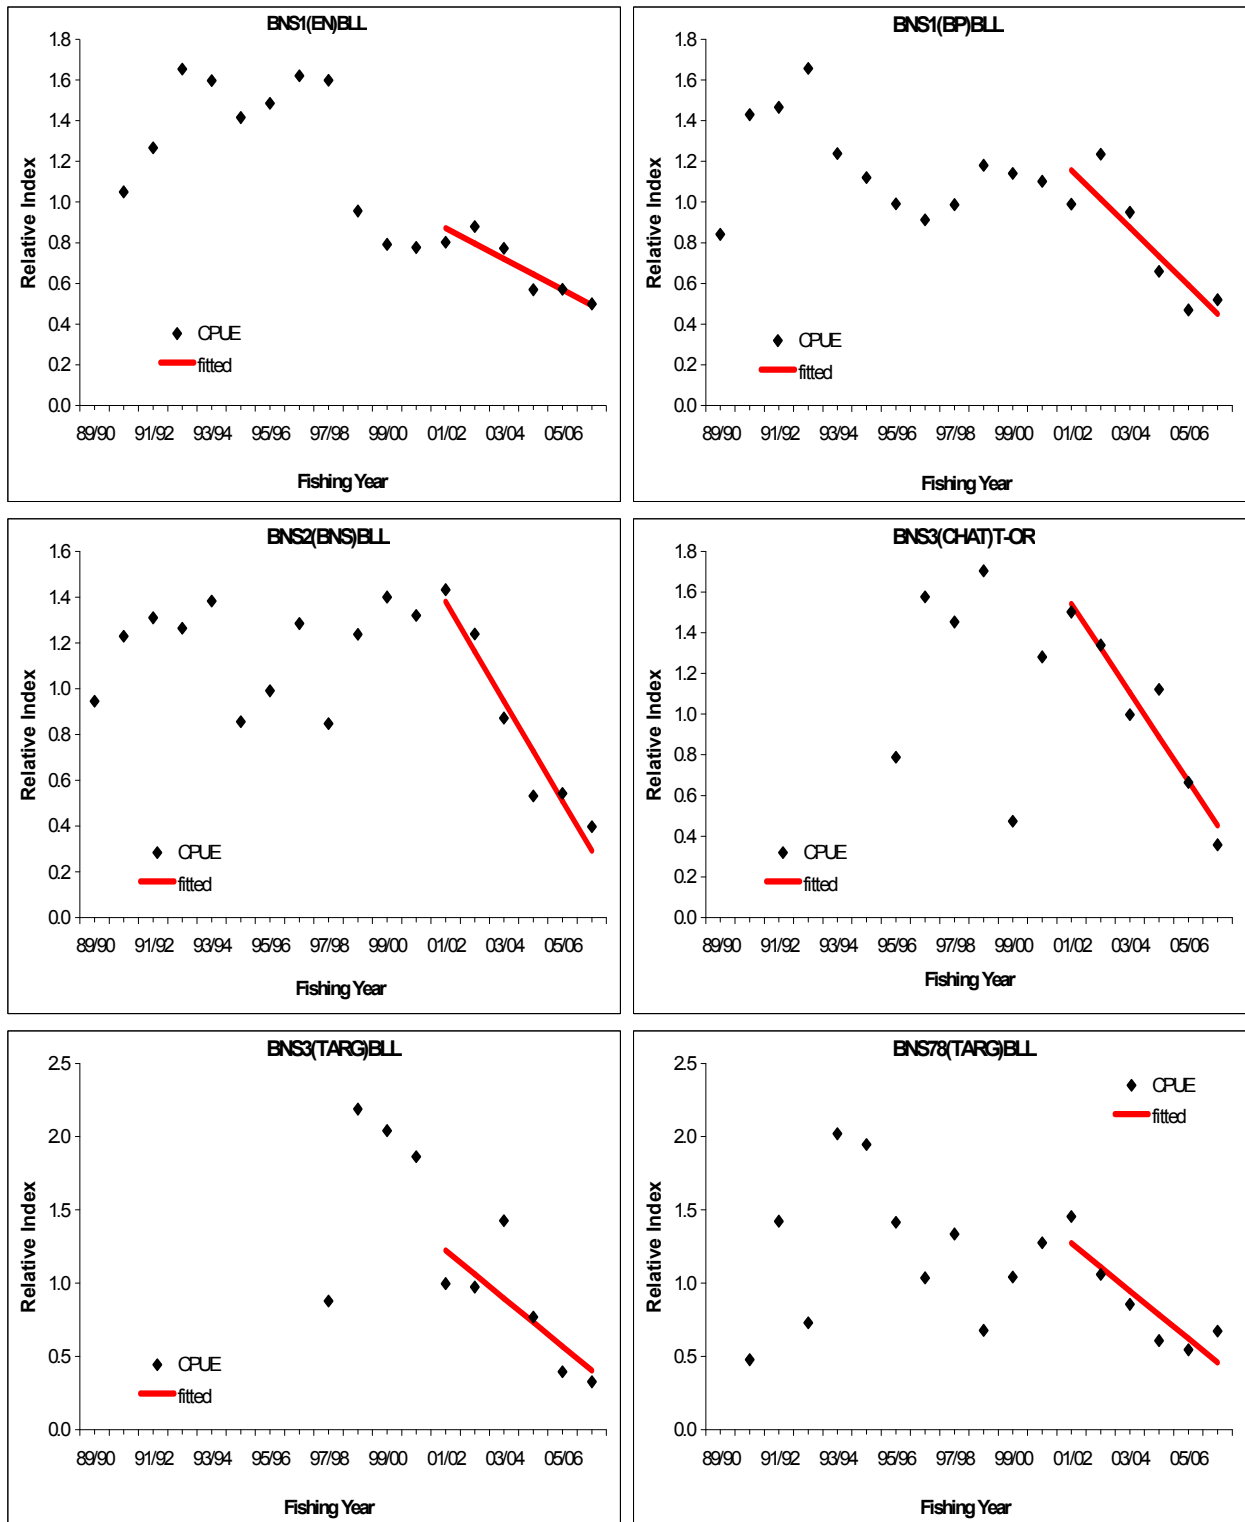 BNS1(EN)BLL
Relative Index
1.8
1.6
1.4
1.2
1.0
0.8
0.6
0.4
0.2
0.0
CPUE
fitted
89/90 91/92 93/94 95/96 97/98 99/00 01/02 03/04 05/06
Fishing Year
BNS1(BP)BLL
Relative Index
1.8
1.6
1.4
1.2
1.0
0.8
0.6
0.4
0.2
0.0
CPUE
fitted
89/90 91/92 93/94 95/96 97/98 99/00 01/02 03/04 05/06
Fishing Year
BNS2(BNS)BLL
Relative Index
1.6
1.4
1.2
1.0
0.8
0.6
0.4
0.2
0.0
CPUE
fitted
89/90 91/92 93/94 95/96 97/98 99/00 01/02 03/04 05/06
Fishing Year
BNS3(CHAT)T-OR
Relative Index
1.8
1.6
1.4
1.2
1.0
0.8
0.6
0.4
0.2
0.0
CPUE
fitted
89/90 91/92 93/94 95/96 97/98 99/00 01/02 03/04 05/06
Fishing Year
BNS3(TARG)BLL
Relative Index
2.5
2.0
1.5
1.0
0.5
0.0
CPUE
fitted
89/90 91/92 93/94 95/96 97/98 99/00 01/02 03/04 05/06
Fishing Year
BNS78(TARG)BLL
Relative Index
2.5
2.0
1.5
1.0
0.5
0.0
CPUE
fitted
89/90 91/92 93/94 95/96 97/98 99/00 01/02 03/04 05/06
Fishing Year